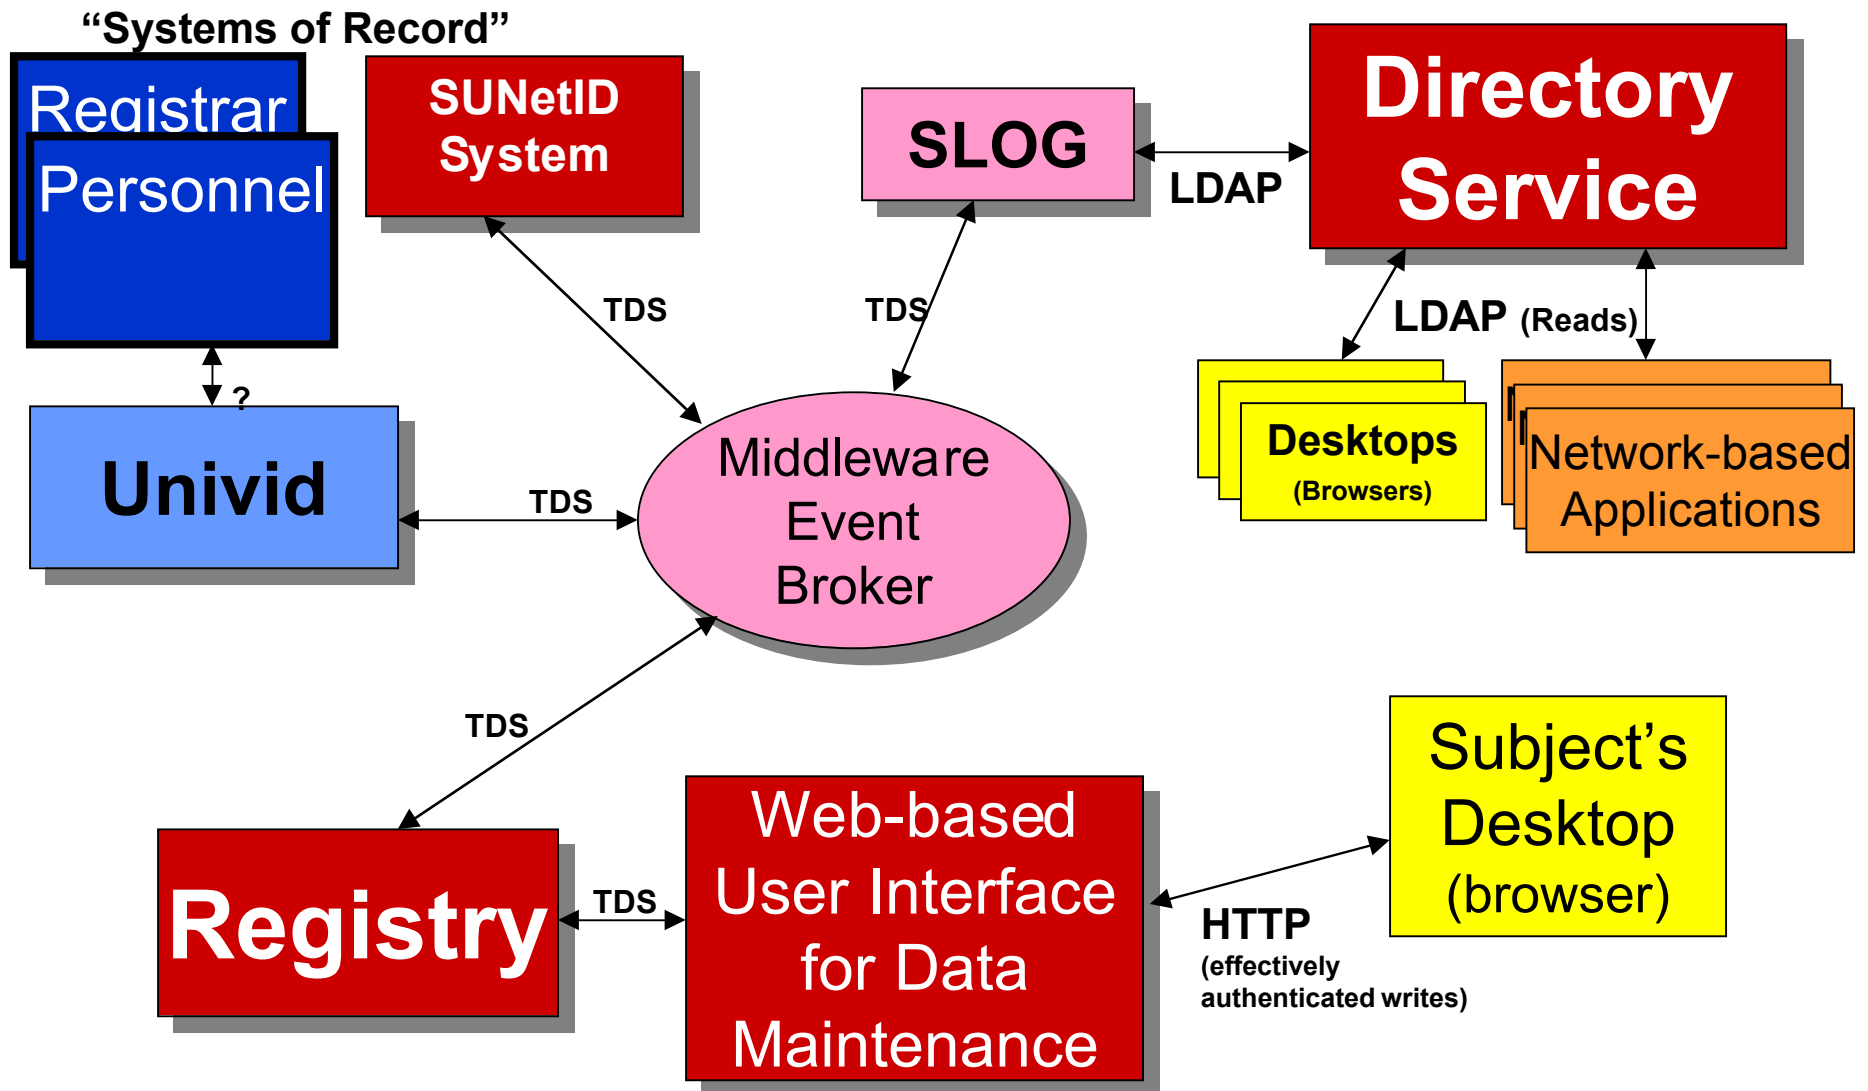 “Systems of Record”
Registrar
Personnel
SUNetID
System
SLOG
LDAP
Directory
Service
TDS
TDS
LDAP (Reads)
?
Univid
TDS
Middleware
Event
Broker
Desktops
(Browsers)
Network-based
Applications
TDS
Registry
TDS
Web-based
User Interface
for Data
Maintenance
HTTP
(effectively
authenticated writes)
Subject’s
Desktop
(browser)